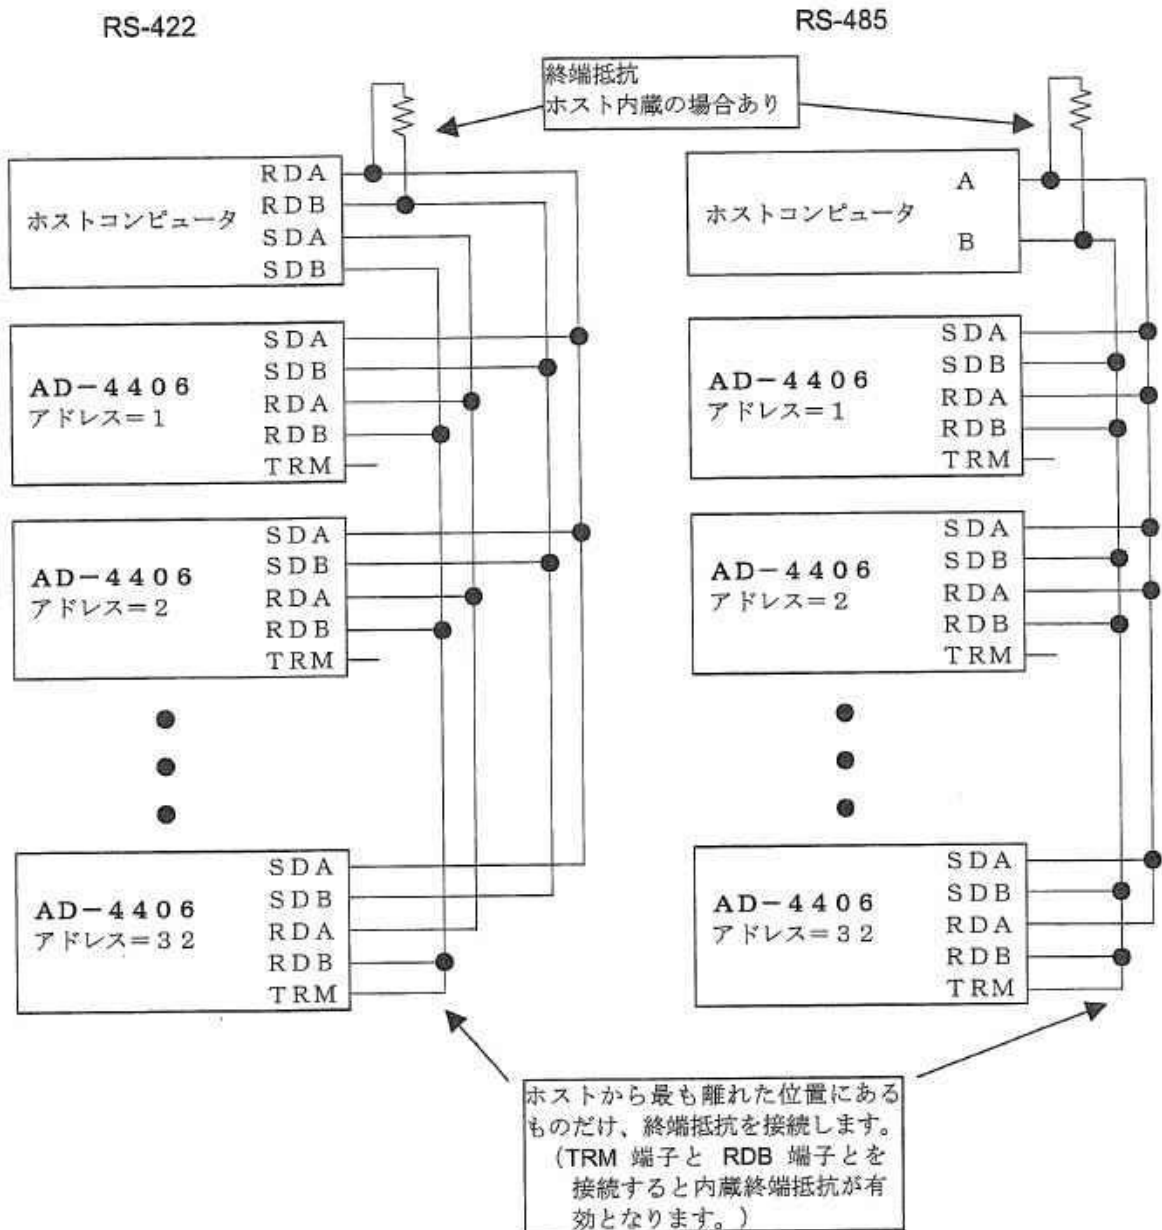 RS-422
RS-485
終端抵抗
ホスト内蔵の場合あり
ホストコンピュータ
RDA
RDB
SDA
SDB
AD-4406
アドレス=1
SDA
SDB
RDA
RDB
TRM
AD-4406
アドレス=2
SDA
SDB
RDA
RDB
TRM
AD-4406
アドレス=32
SDA
SDB
RDA
RDB
TRM
ホストコンピュータ
A
B
AD-4406
アドレス=1
SDA
SDB
RDA
RDB
TRM
AD-4406
アドレス=2
SDA
SDB
RDA
RDB
TRM
AD-4406
アドレス=32
SDA
SDB
RDA
RDB
TRM
ホストから最も離れた位置にある
ものだけ、終端抵抗を接続します。
(TRM 端子と RDB 端子とを
接続すると内蔵終端抵抗が有
効となります。)